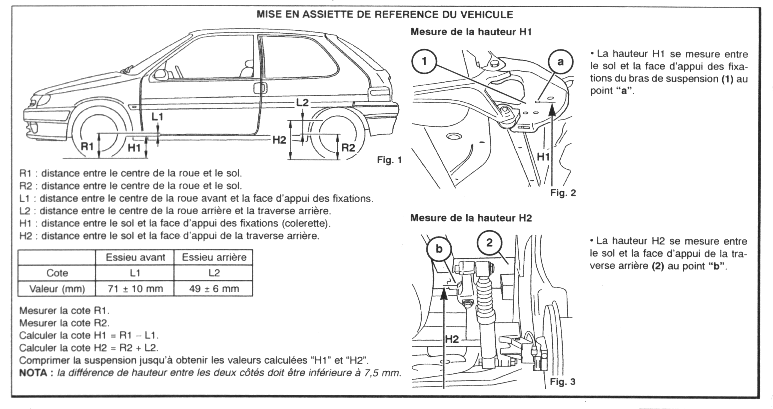 MISE EN ASSIETTE DE REFERENCE DU VEHICULE
L1
L2
R1
H1
H2
R2
Fig. 1
R1 : distance entre le centre de la roue et le sol.
R2 : distance entre le centre de la roue et le sol.
L1 : distance entre le centre de la roue avant et la face d'appui des fixations.
L2 : distance entre le centre de la roue arrière et la traverse arrière.
H1 : distance entre le sol et la face d'appui des fixations (colerette).
H2 : distance entre le sol et la face d'appui de la traverse arrière.
Essieu avant Essieu arrière
Cote L1 L2
Valeur (mm) 71 ± 10 mm 49 ± 6 mm
Mesurer la cote R1.
Mesurer la cote R2.
Calculer la cote H1 = R1 – L1.
Calculer la cote H2 = R2 + L2.
Comprimer la suspension jusqu'à obtenir les valeurs calculées "H1" et "H2".
NOTA : la différence de hauteur entre les deux côtés doit être inférieure à 7,5 mm.
Mesure de la hauteur H1
1
a
H1
Fig. 2
• La hauteur H1 se mesure entre
le sol et la face d'appui des fixa-
tions du bras de suspension (1) au
point "a".
Mesure de la hauteur H2
b
2
H2
Fig. 3
• La hauteur H2 se mesure entre
le sol et la face d'appui de la tra-
verse arrière (2) au point "b".